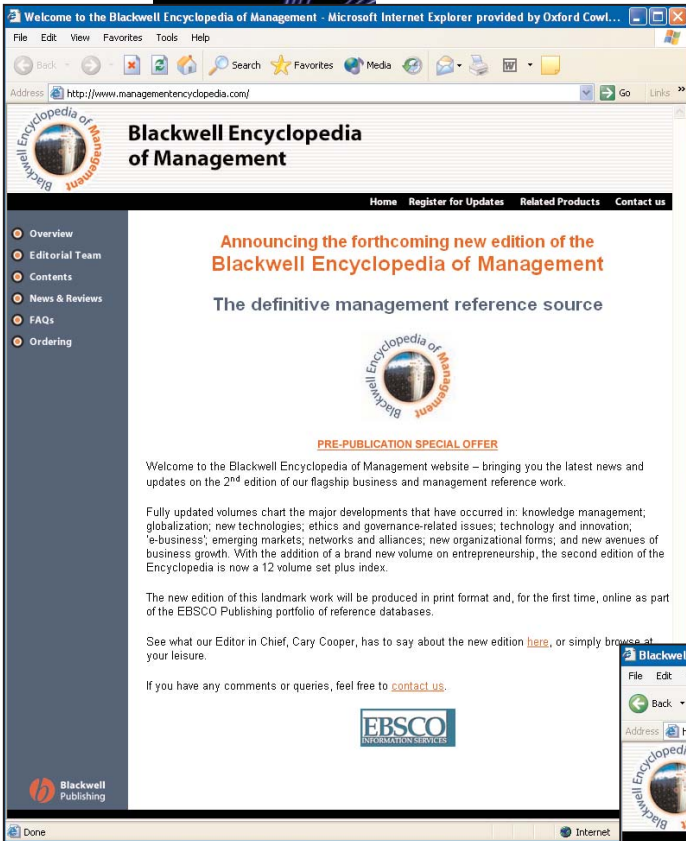 Welcome to the Blackwell Encyclopedia of Management - Microsoft Internet Explorer provided by Oxford Cowl...
File Edit View Favorites Tools Help
Back Search Favorites Media
Address http://www.managementencyclopedia.com/ Go Links »
Blackwell Encyclopedia of Management
Blackwell Encyclopedia
of Management
Home Register for Updates Related Products Contact us
Overview
Editorial Team
Contents
News & Reviews
FAQs
Ordering
Announcing the forthcoming new edition of the
Blackwell Encyclopedia of Management
The definitive management reference source
Blackwell Encyclopedia of Management
PRE-PUBLICATION SPECIAL OFFER
Welcome to the Blackwell Encyclopedia of Management website – bringing you the latest news and
updates on the 2nd edition of our flagship business and management reference work.
Fully updated volumes chart the major developments that have occurred in: knowledge management;
globalization; new technologies; ethics and governance-related issues; technology and innovation;
'e-business'; emerging markets; networks and alliances; new organizational forms; and new avenues of
business growth. With the addition of a brand new volume on entrepreneurship, the second edition of the
Encyclopedia is now a 12 volume set plus index.
The new edition of this landmark work will be produced in print format and, for the first time, online as part
of the EBSCO Publishing portfolio of reference databases.
See what our Editor in Chief, Cary Cooper, has to say about the new edition here, or simply browse at
your leisure.
If you have any comments or queries, feel free to contact us.
EBSCO
INFORMATION SERVICES
Blackwell
Publishing
Done Internet
Blackwel
File Edit
Back
Address